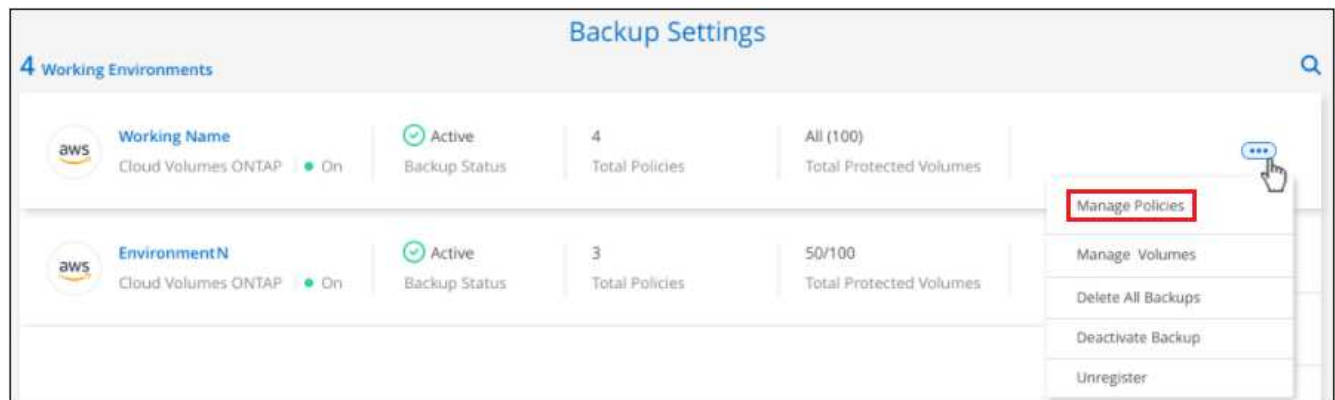 Backup Settings
4 Working Environments
aws
Working Name
Cloud Volumes ONTAP
On
Active
Backup Status
4
Total Policies
All (100)
Total Protected Volumes
Manage Policies
Manage Volumes
Delete All Backups
Deactivate Backup
Unregister
aws
EnvironmentN
Cloud Volumes ONTAP
On
Active
Backup Status
3
Total Policies
50/100
Total Protected Volumes